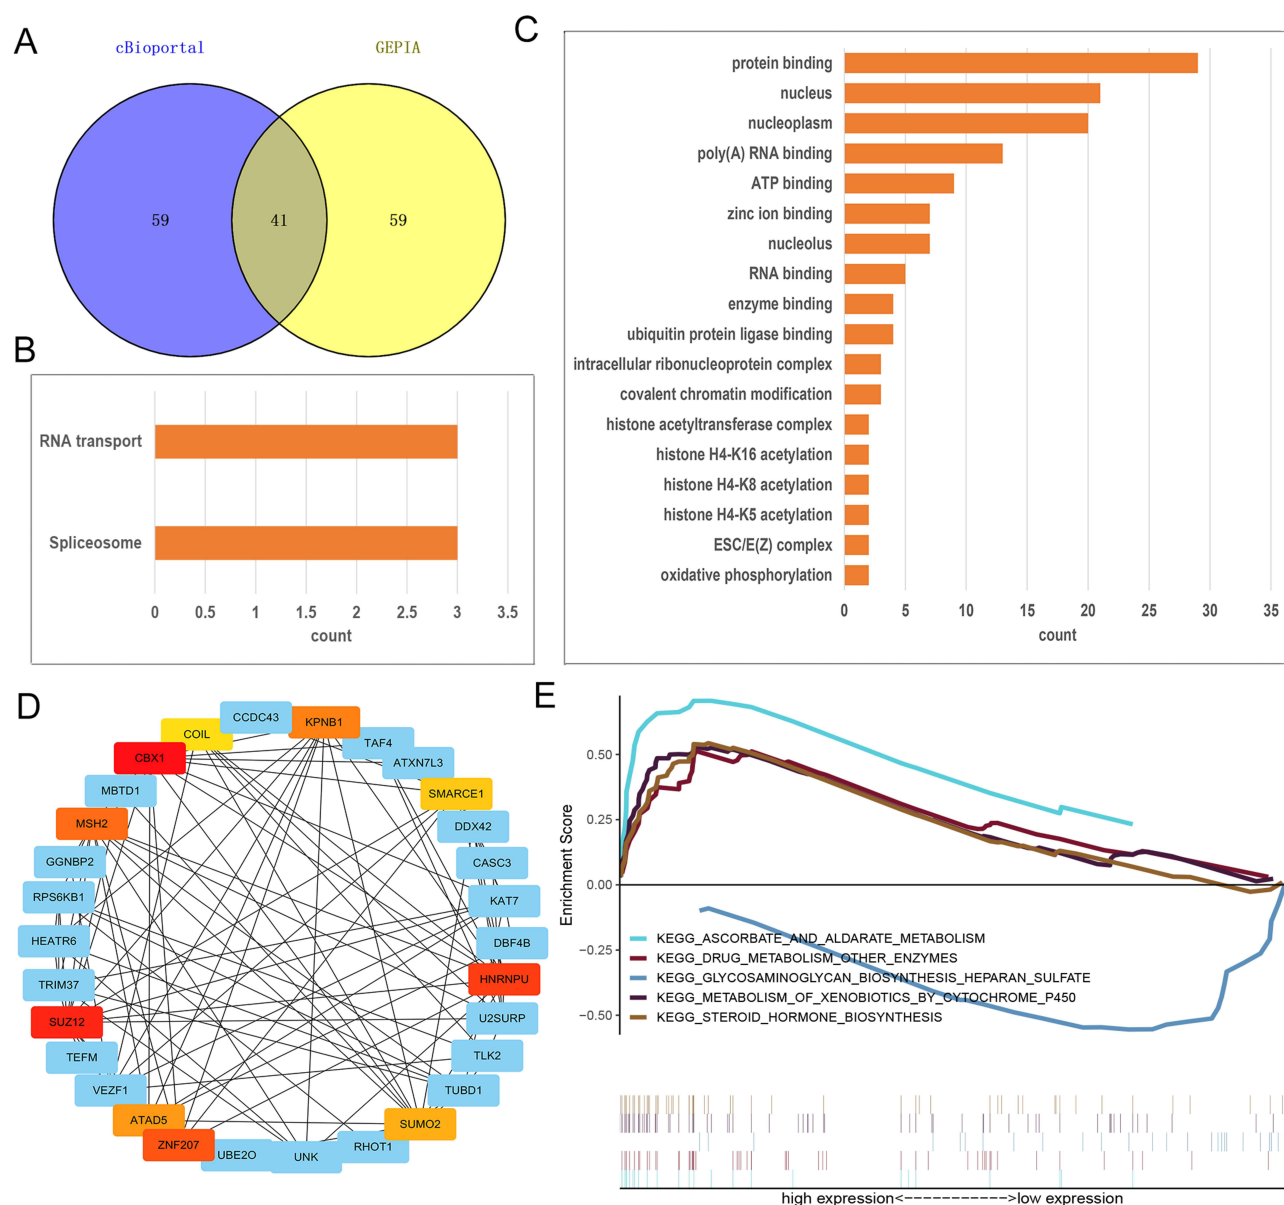 A
cBioportal
GEPIA
59
41
59
B
RNA transport
Spliceosome
0 0.5 1 1.5 2 2.5 3 3.5
count
C
protein binding
nucleus
nucleoplasm
poly(A) RNA binding
ATP binding
zinc ion binding
nucleolus
RNA binding
enzyme binding
ubiquitin protein ligase binding
intracellular ribonucleoprotein complex
covalent chromatin modification
histone acetyltransferase complex
histone H4-K16 acetylation
histone H4-K8 acetylation
histone H4-K5 acetylation
ESC/E(Z) complex
oxidative phosphorylation
0 5 10 15 20 25 30 35
count
D
CCDC43
KPNB1
COIL
TAF4
CBX1
ATXN7L3
MBTD1
SMARCE1
MSH2
DDX42
GGNBP2
CASC3
RPS6KB1
KAT7
HEATR6
DBF4B
TRIM37
HNRNPU
SUZ12
U2SURP
TEFM
TLK2
VEZF1
TUBD1
ATAD5
SUMO2
ZNF207
UBE2O
UNK
RHOT1
E
Enrichment Score
0.50
0.25
0.00
−0.25
−0.50
KEGG_ASCORBATE_AND_ALDARATE_METABOLISM
KEGG_DRUG_METABOLISM_OTHER_ENZYMES
KEGG_GLYCOSAMINOGLYCAN_BIOSYNTHESIS_HEPARAN_SULFATE
KEGG_METABOLISM_OF_XENOBIOTICS_BY_CYTOCHROME_P450
KEGG_STEROID_HORMONE_BIOSYNTHESIS
high expression<----------->low expression